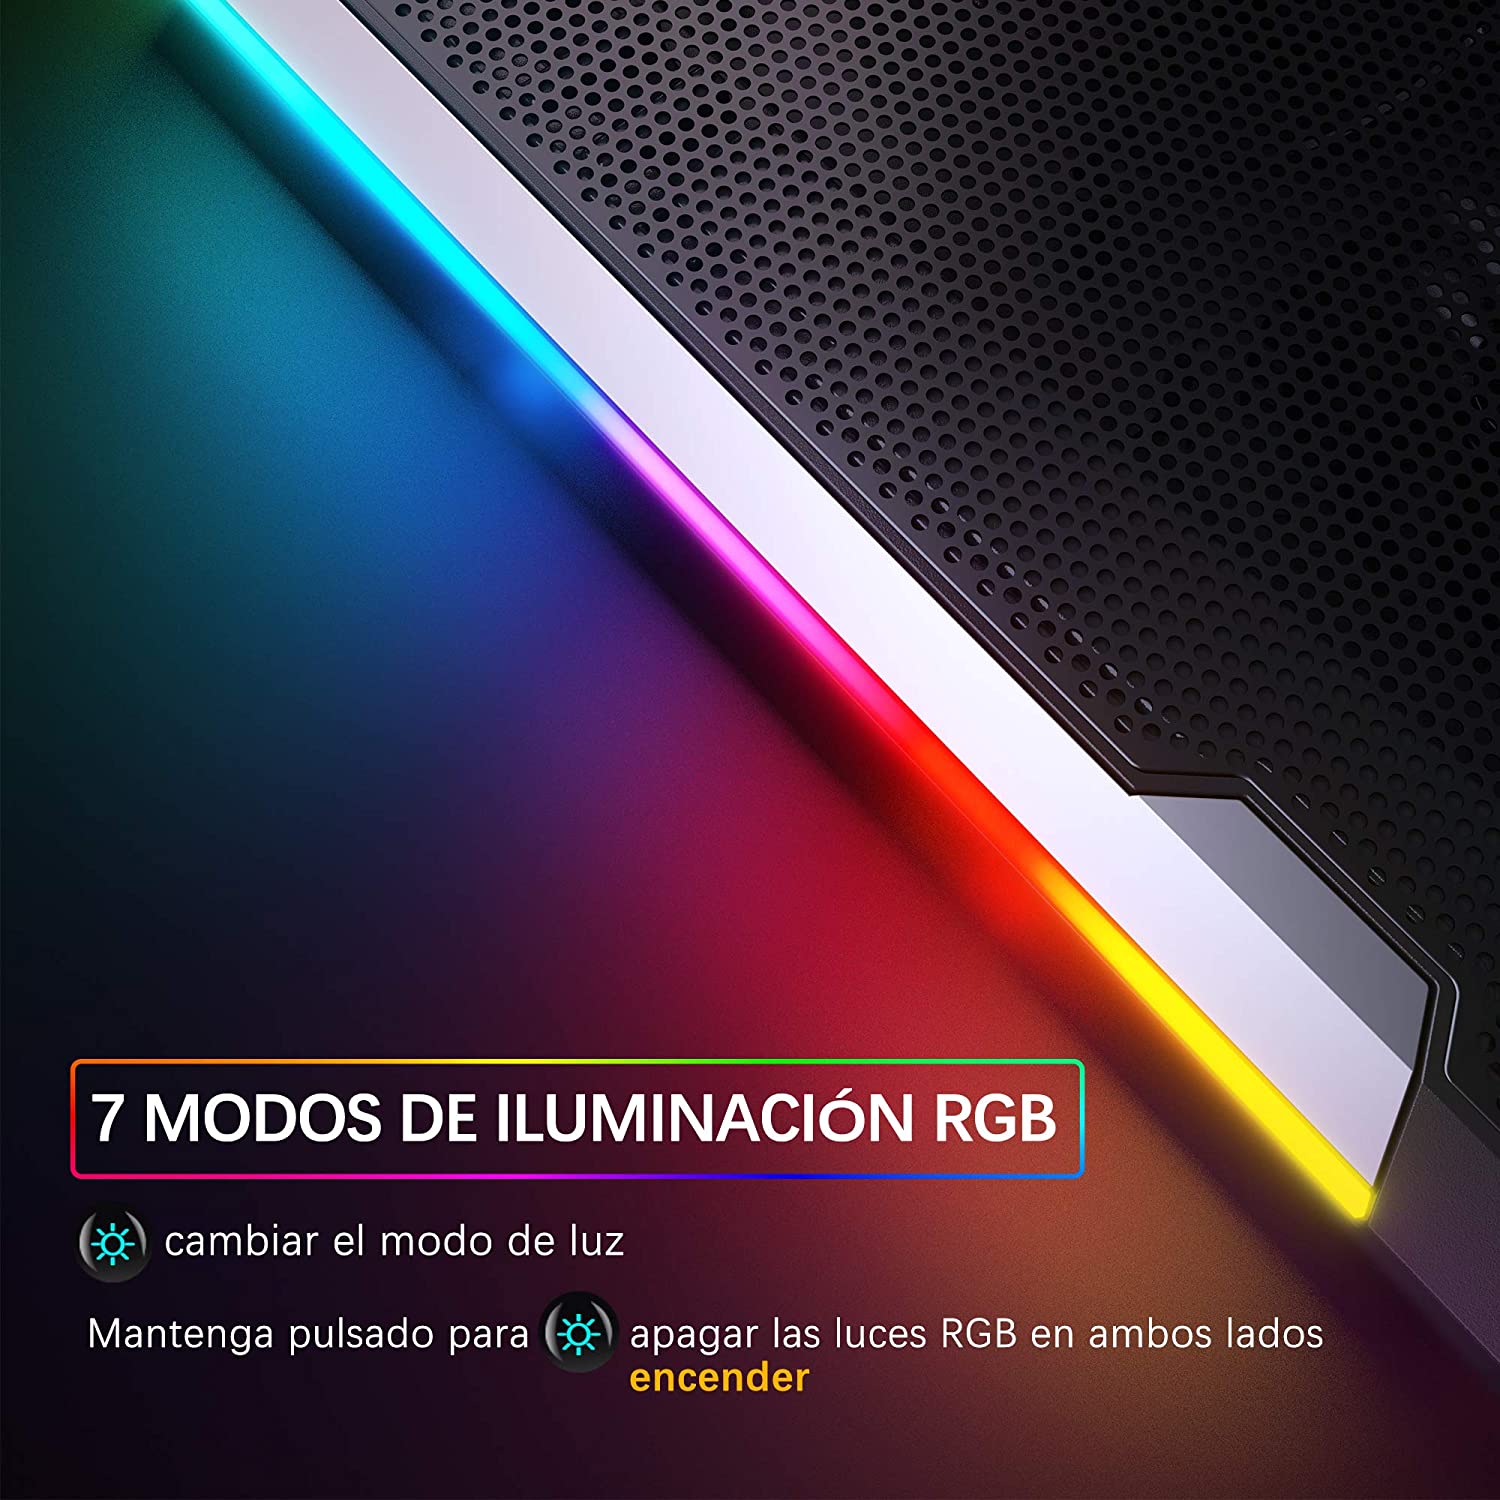 7 MODOS DE ILUMINACIÓN RGB
cambiar el modo de luz
Mantenga pulsado para apagar las luces RGB en ambos lados
encender